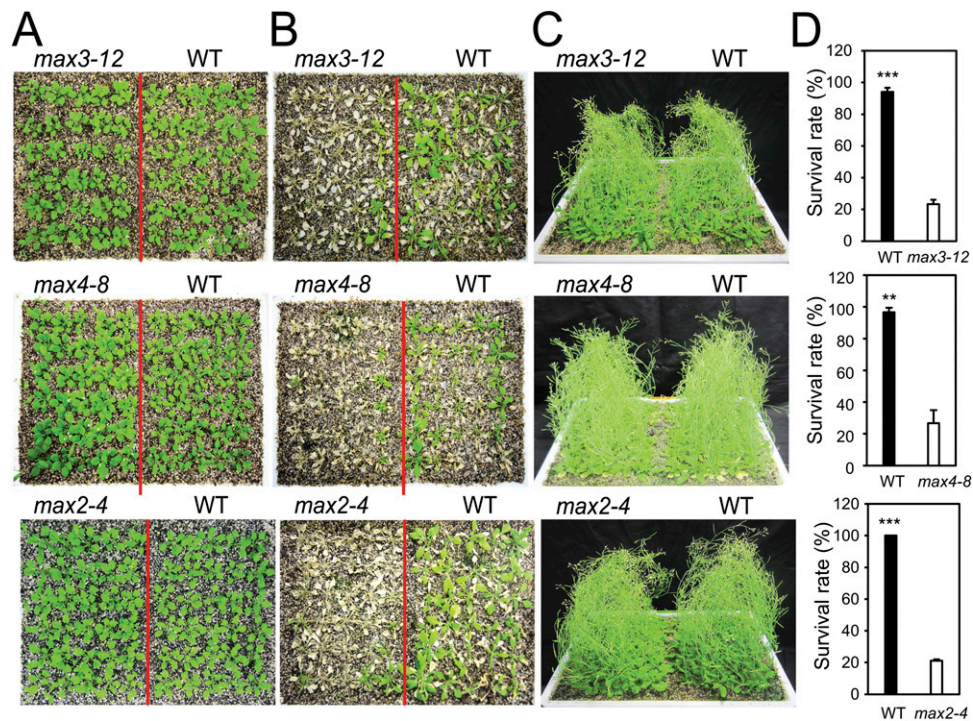 A B C D
max3-12 WT max3-12 WT max3-12 WT
Survival rate (%)
120
100
80
60
40
20
0
***
WT max3-12
max4-8 WT max4-8 WT max4-8 WT
Survival rate (%)
120
100
80
60
40
20
0
**
WT max4-8
max2-4 WT max2-4 WT max2-4 WT
Survival rate (%)
120
100
80
60
40
20
0
***
WT max2-4